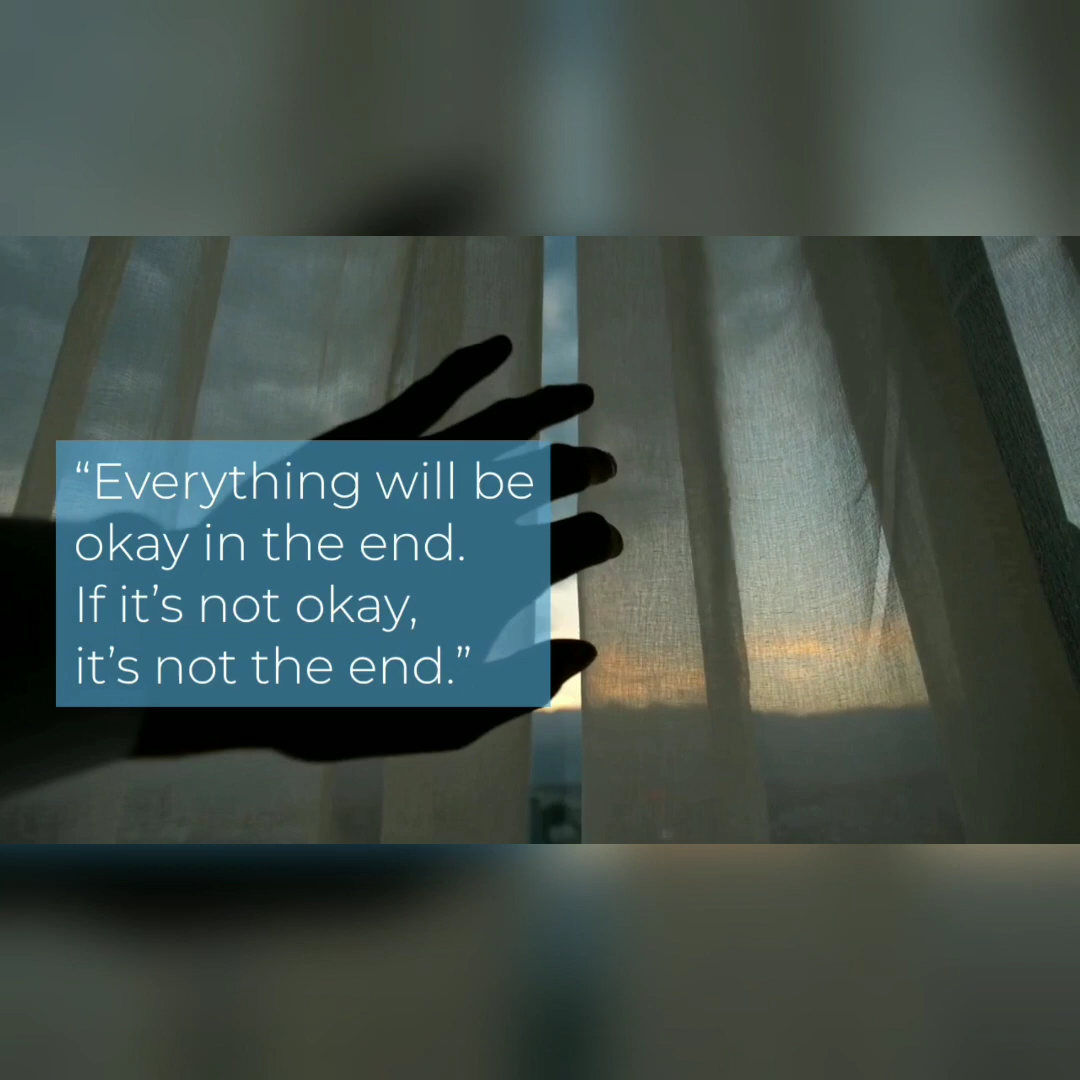 “Everything will be
okay in the end.
If it’s not okay,
it’s not the end.”